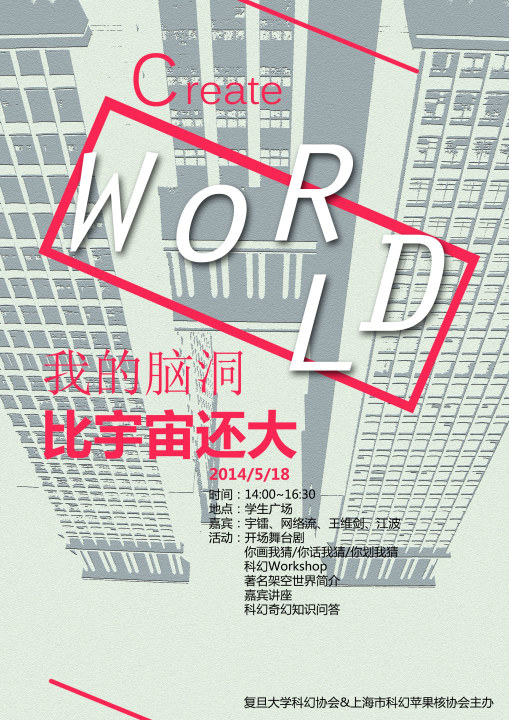 Create
WoRLD
我的脑洞
比宇宙还大
2014/5/18
时间：14:00~16:30
地点：学生广场
嘉宾：宇镭、网络流、王维剑、江波
活动：开场舞台剧
你画我猜/你话我猜/你划我猜
科幻Workshop
著名架空世界简介
嘉宾讲座
科幻奇幻知识问答
复旦大学科幻协会&上海市科幻苹果核协会主办